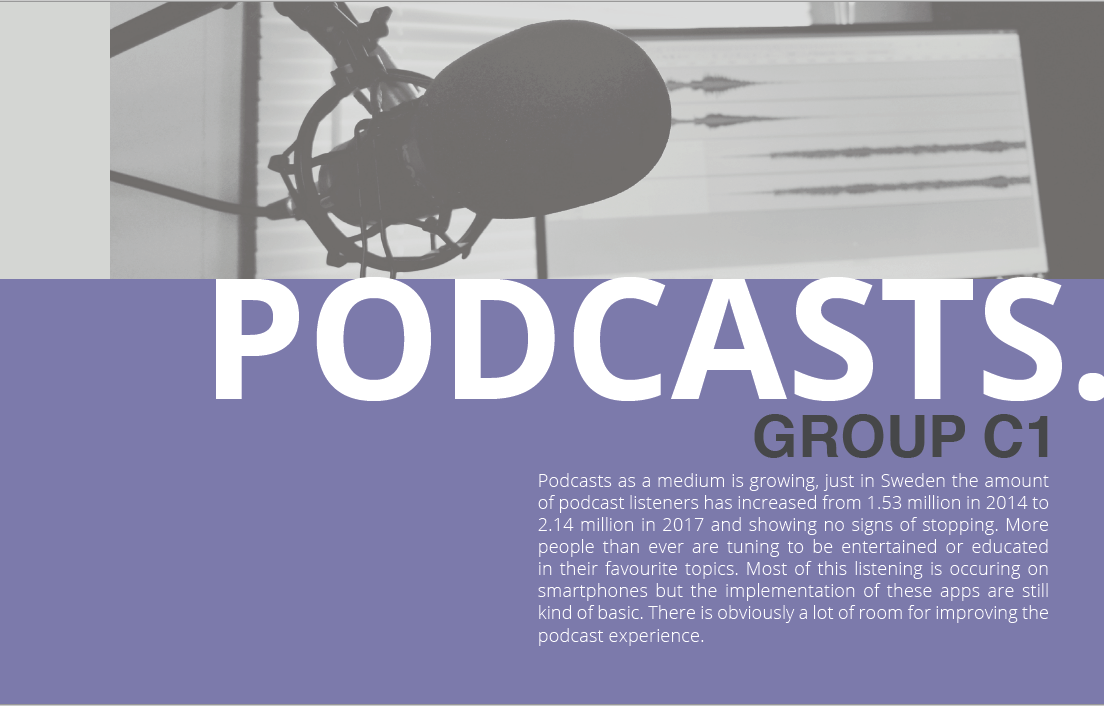 PODCASTS.
GROUP C1
Podcasts as a medium is growing, just in Sweden the amount
of podcast listeners has increased from 1.53 million in 2014 to
2.14 million in 2017 and showing no signs of stopping. More
people than ever are tuning to be entertained or educated
in their favourite topics. Most of this listening is occuring on
smartphones but the implementation of these apps are still
kind of basic. There is obviously a lot of room for improving the
podcast experience.